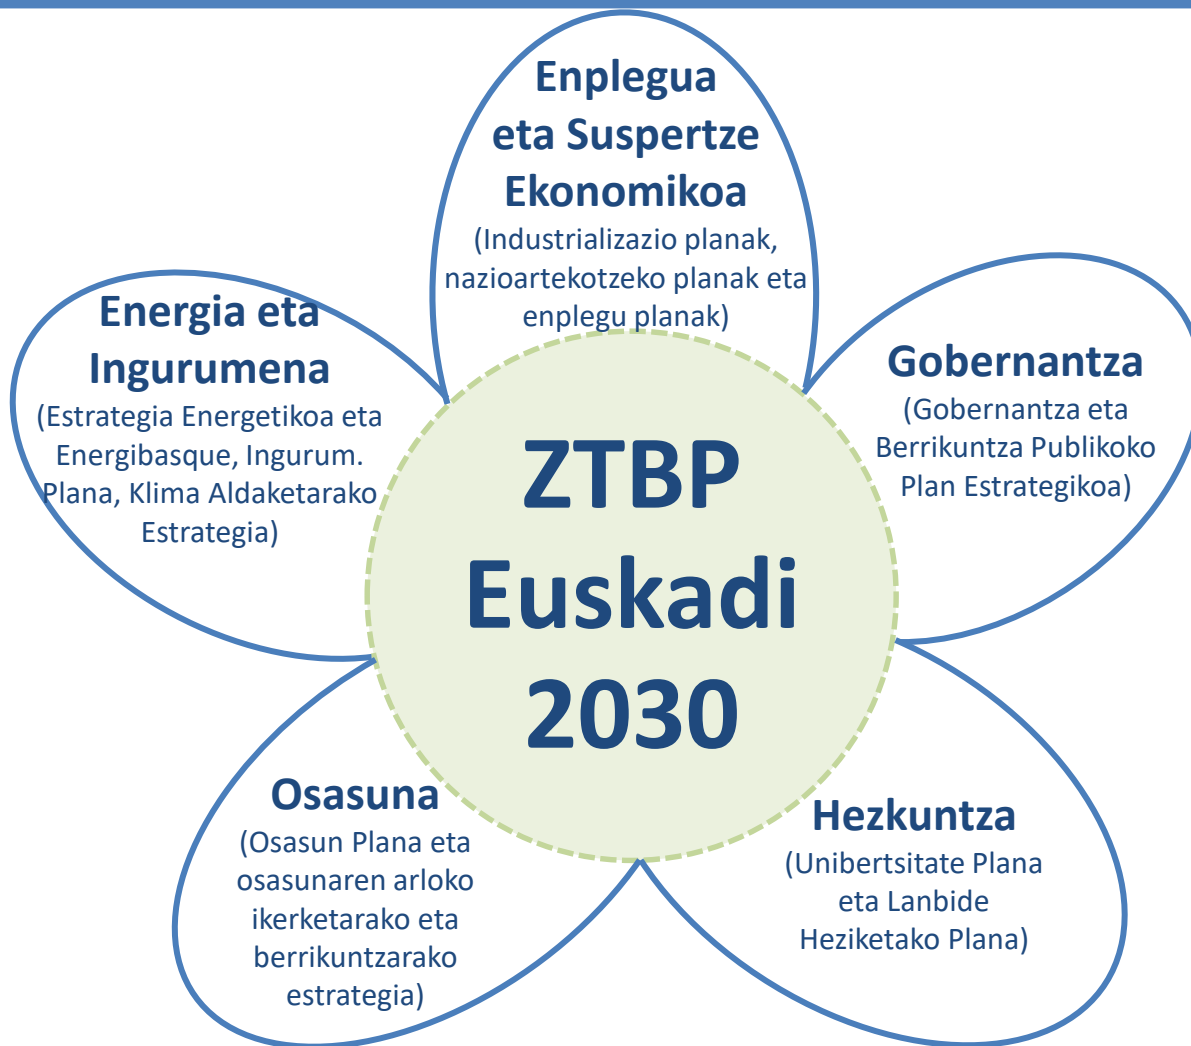 Enplegua
eta Suspertze
Ekonomikoa
(Industrializazio planak,
nazioartekotzeko planak eta
enplegu planak)
Energia eta
Ingurumena
(Estrategia Energetikoa eta
Energibasque, Ingurum.
Plana, Klima Aldaketarako
Estrategia)
Gobernantza
(Gobernantza eta
Berrikuntza Publikoko
Plan Estrategikoa)
ZTBP
Euskadi
2030
Osasuna
(Osasun Plana eta
osasunaren arloko
ikerketarako eta
berrikuntzarako
estrategia)
Hezkuntza
(Unibertsitate Plana
eta Lanbide
Heziketako Plana)